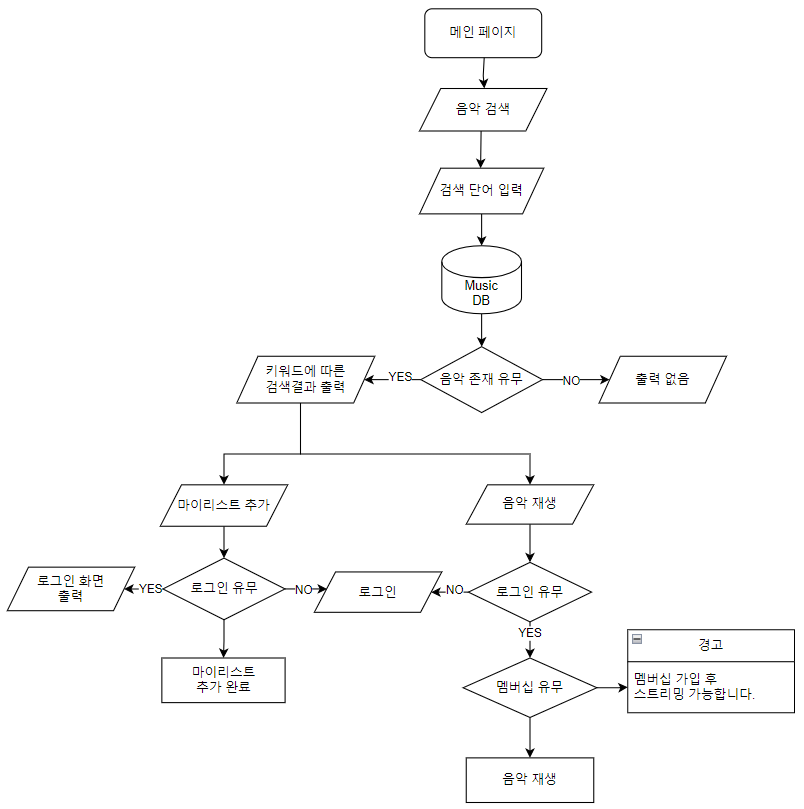 메인 페이지
음악 검색
검색 단어 입력
Music
DB
키워드에 따른
검색결과 출력
YES
음악 존재 유무
NO
출력 없음
마이리스트 추가
음악 재생
로그인 화면
출력
YES
로그인 유무
NO
로그인
NO
로그인 유무
YES
마이리스트
추가 완료
멤버십 유무
경고
멤버십 가입 후
스트리밍 가능합니다.
음악 재생